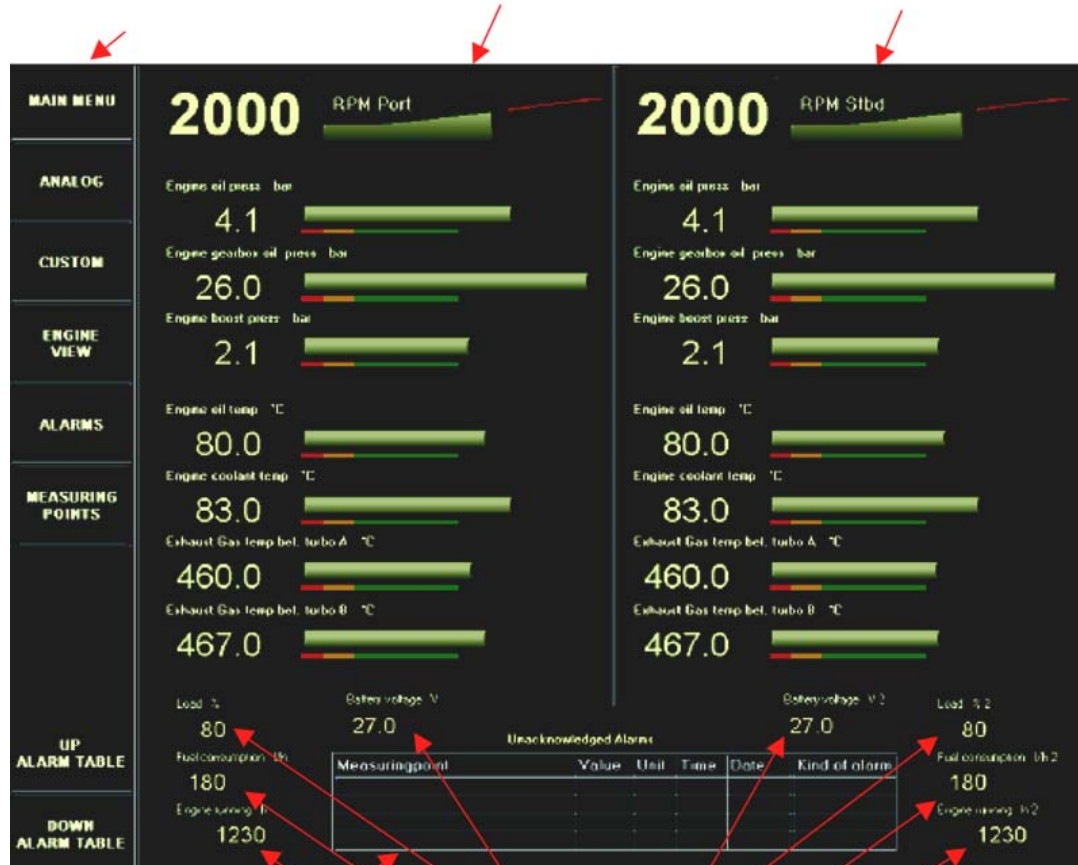 MAIN MENU
ANALOG
CUSTOM
ENGINE
VIEW
ALARMS
MEASURING
POINTS
UP
ALARM TABLE
DOWN
ALARM TABLE
2000 RPM Port
Engine oil press bar
4.1
Engine gearbox oil press bar
26.0
Engine boost press bar
2.1
Engine oil temp °C
80.0
Engine coolant temp °C
83.0
Exhaust Gas temp bef. turbo A °C
460.0
Exhaust Gas temp bef. turbo B °C
467.0
2000 RPM Stbd
Engine oil press bar
4.1
Engine gearbox oil press bar
26.0
Engine boost press bar
2.1
Engine oil temp °C
80.0
Engine coolant temp °C
83.0
Exhaust Gas temp bef. turbo A °C
460.0
Exhaust Gas temp bef. turbo B °C
467.0
Load %
80
Fuel consumption l/h
180
Engine running h
1230
Battery voltage V
27.0
Unacknowledged Alarms
Measuringpoint Value Unit Time Date Kind of alarm
Battery voltage V 2
27.0
Load % 2
80
Fuel consumption l/h 2
180
Engine running h 2
1230